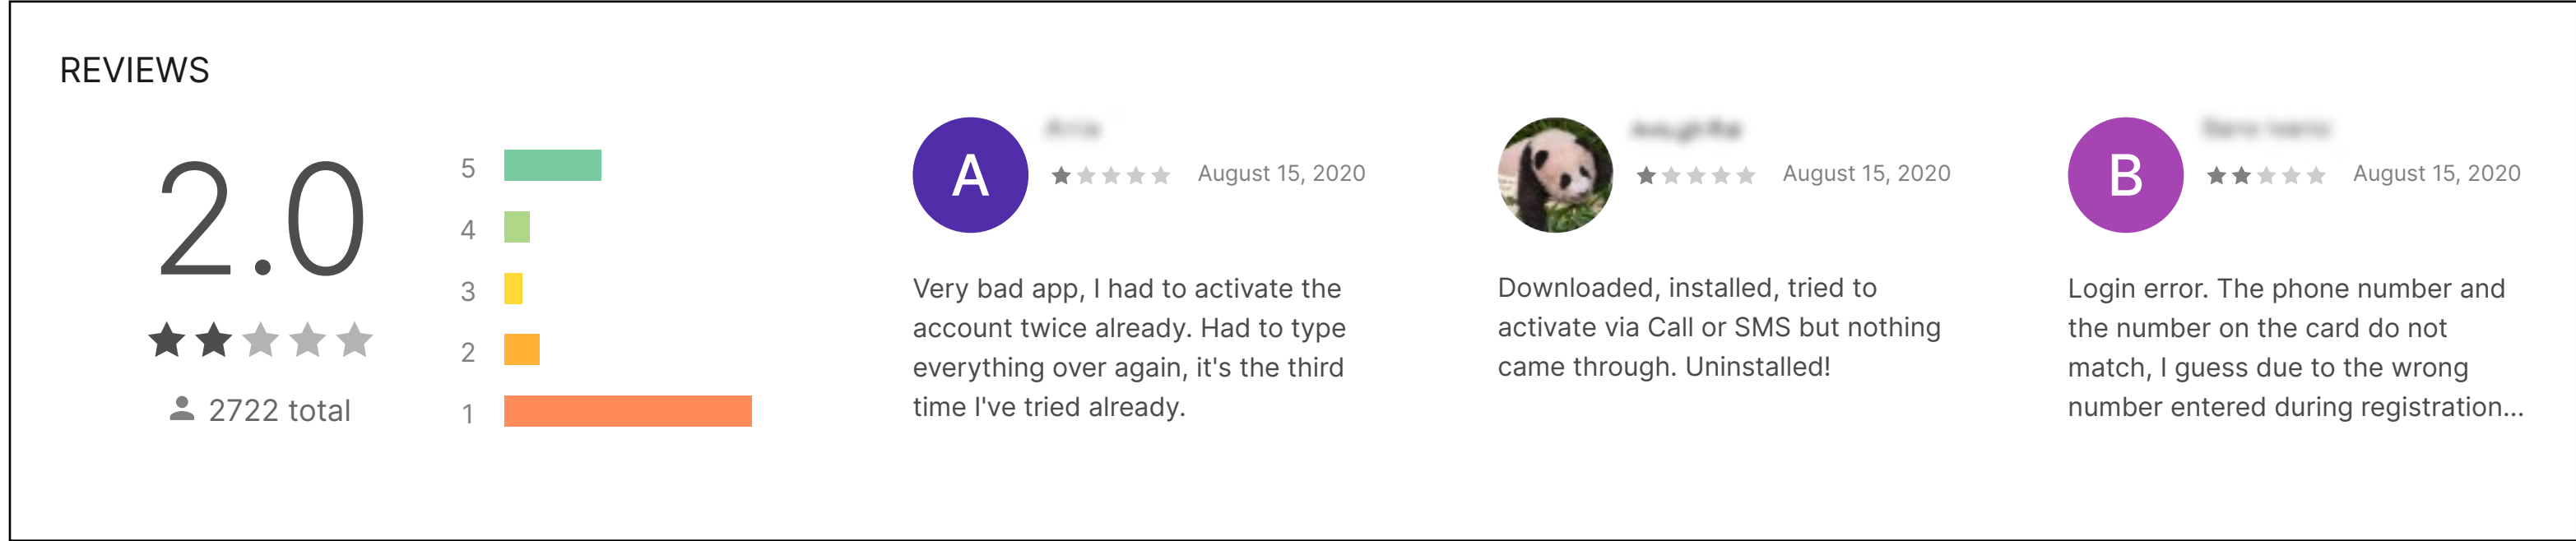 REVIEWS
2.0
2722 total
5
4
3
2
1
A
August 15, 2020
Very bad app, I had to activate the
account twice already. Had to type
everything over again, it's the third
time I've tried already.
August 15, 2020
Downloaded, installed, tried to
activate via Call or SMS but nothing
came through. Uninstalled!
B
August 15, 2020
Login error. The phone number and
the number on the card do not
match, I guess due to the wrong
number entered during registration...